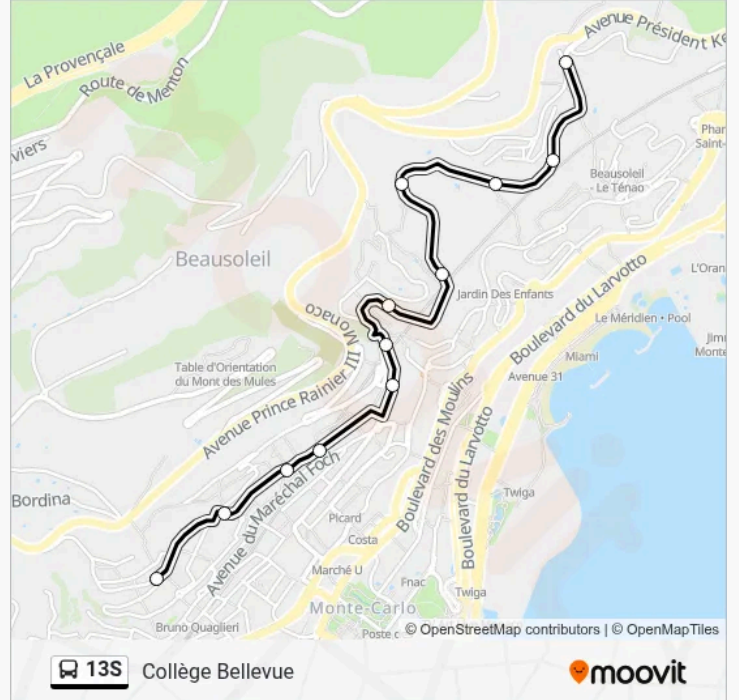 Avenue Président Ke
La Provençale
Route de Menton
viers
Phar
Saint-
Beausoleil
- Le Ténao
Beausoleil
L'Oran
Jardin Des Enfants
Boulevard du Larvotto
Monaco
Le Méridien • Pool
Jim
Monte
Miami
Table d'Orientation
du Mont des Mules
Avenue 31
Avenue Prince Rainier III
Boulevard des Moulins
Boulevard du Larvotto
Avenue du Maréchal Foch
Bordina
Twiga
Picard
Costa
Marché U
Fnac
Twiga
Monte-Carlo
Bruno Quaglieri
Poste c
© OpenStreetMap contributors | © OpenMapTiles
13S Collège Bellevue
moovit